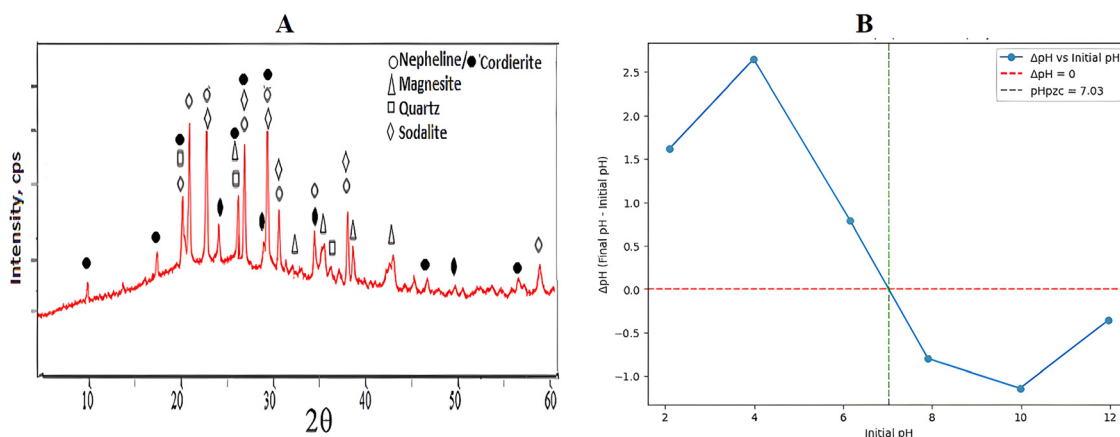 A
Nepheline/Cordierite
Magnesite
Quartz
Sodalite
Intensity, cps
10
20
30
40
50
60
2θ
B
ΔpH vs Initial pH
ΔpH = 0
pHpzc = 7.03
ΔpH (Final pH - Initial pH)
2.5
2.0
1.5
1.0
0.5
0.0
−0.5
−1.0
2
4
6
8
10
12
Initial pH